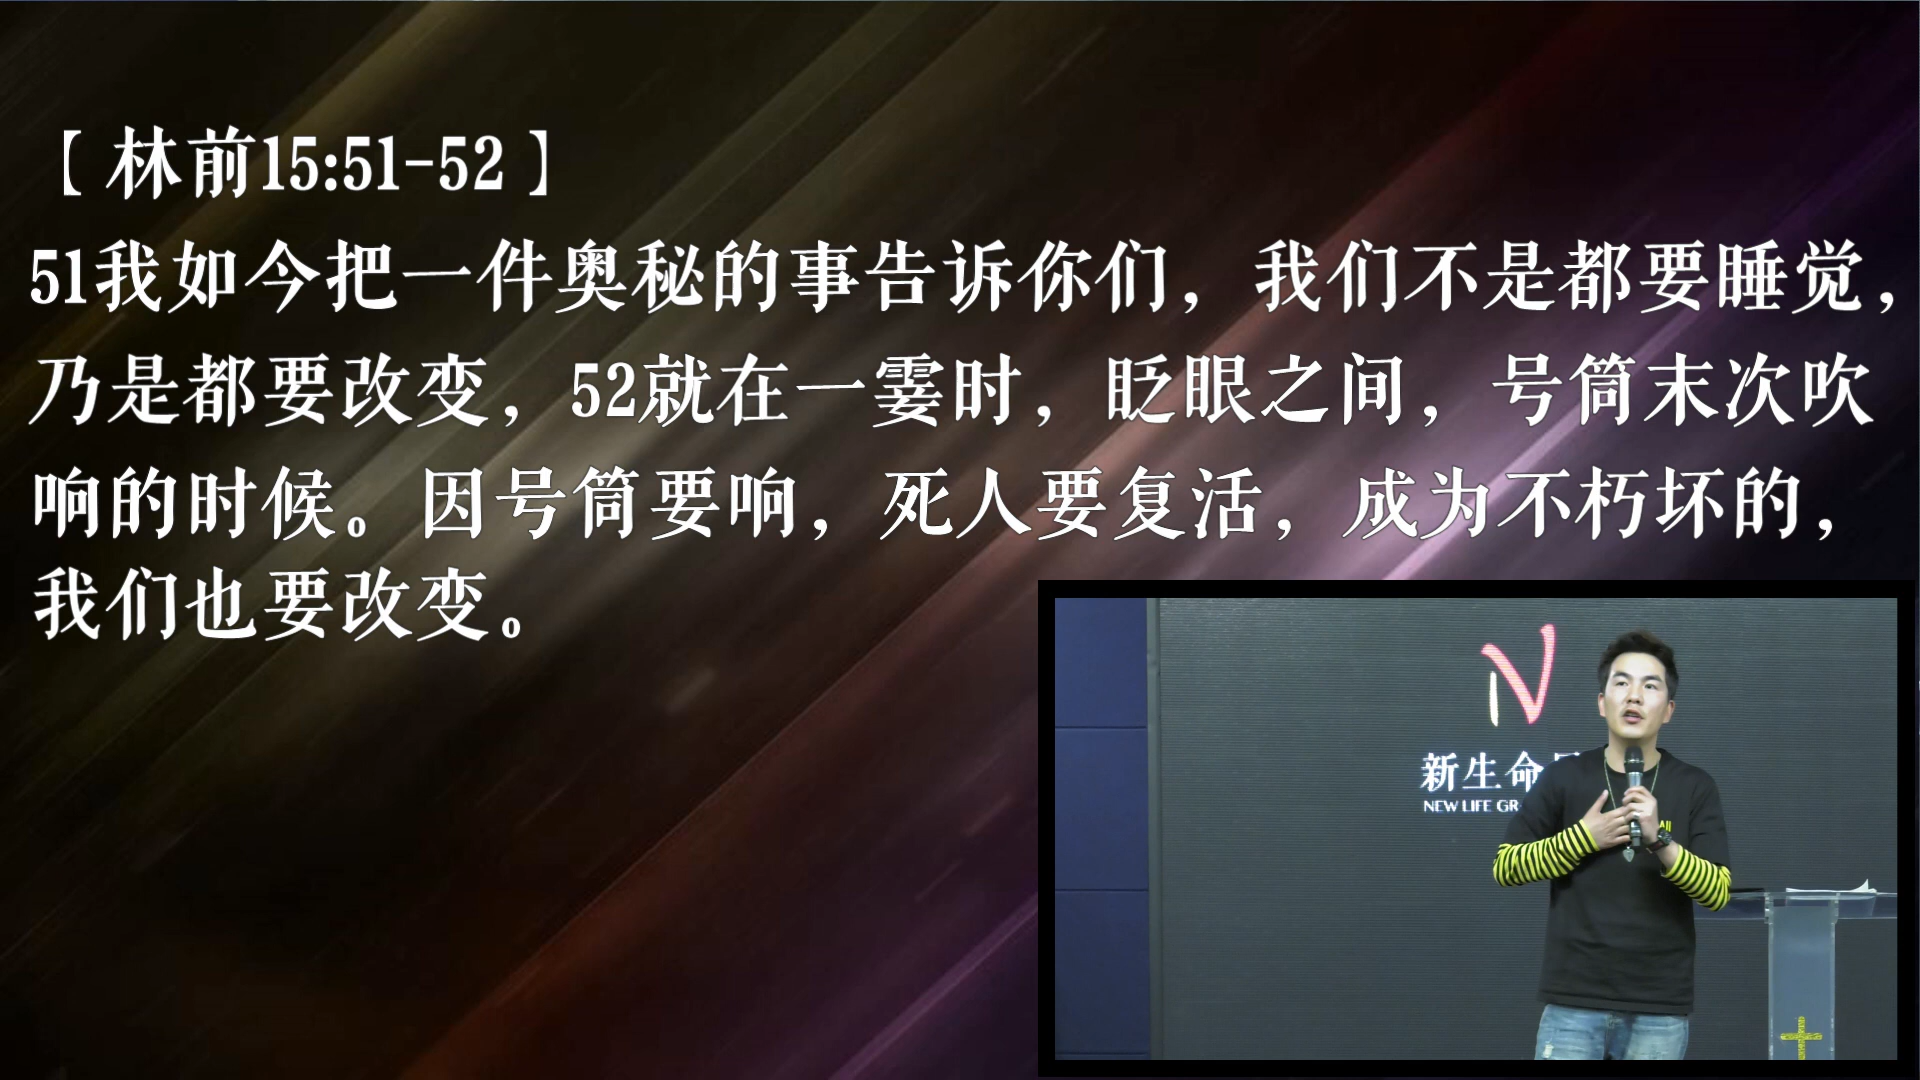 【林前15:51-52】
51我如今把一件奥秘的事告诉你们，我们不是都要睡觉，
乃是都要改变，52就在一霎时，眨眼之间，号筒末次吹
响的时候。因号筒要响，死人要复活，成为不朽坏的，
我们也要改变。
新生命
NEW LIFE GR